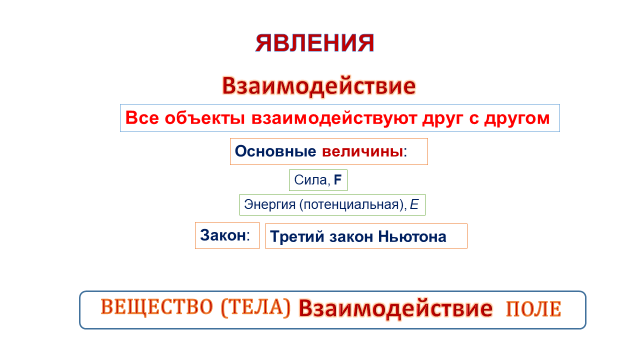 ЯВЛЕНИЯ
Взаимодействие
Все объекты взаимодействуют друг с другом
Основные величины:
Сила, F
Энергия (потенциальная), E
Закон: Третий закон Ньютона
ВЕЩЕСТВО (ТЕЛА) Взаимодействие ПОЛЕ